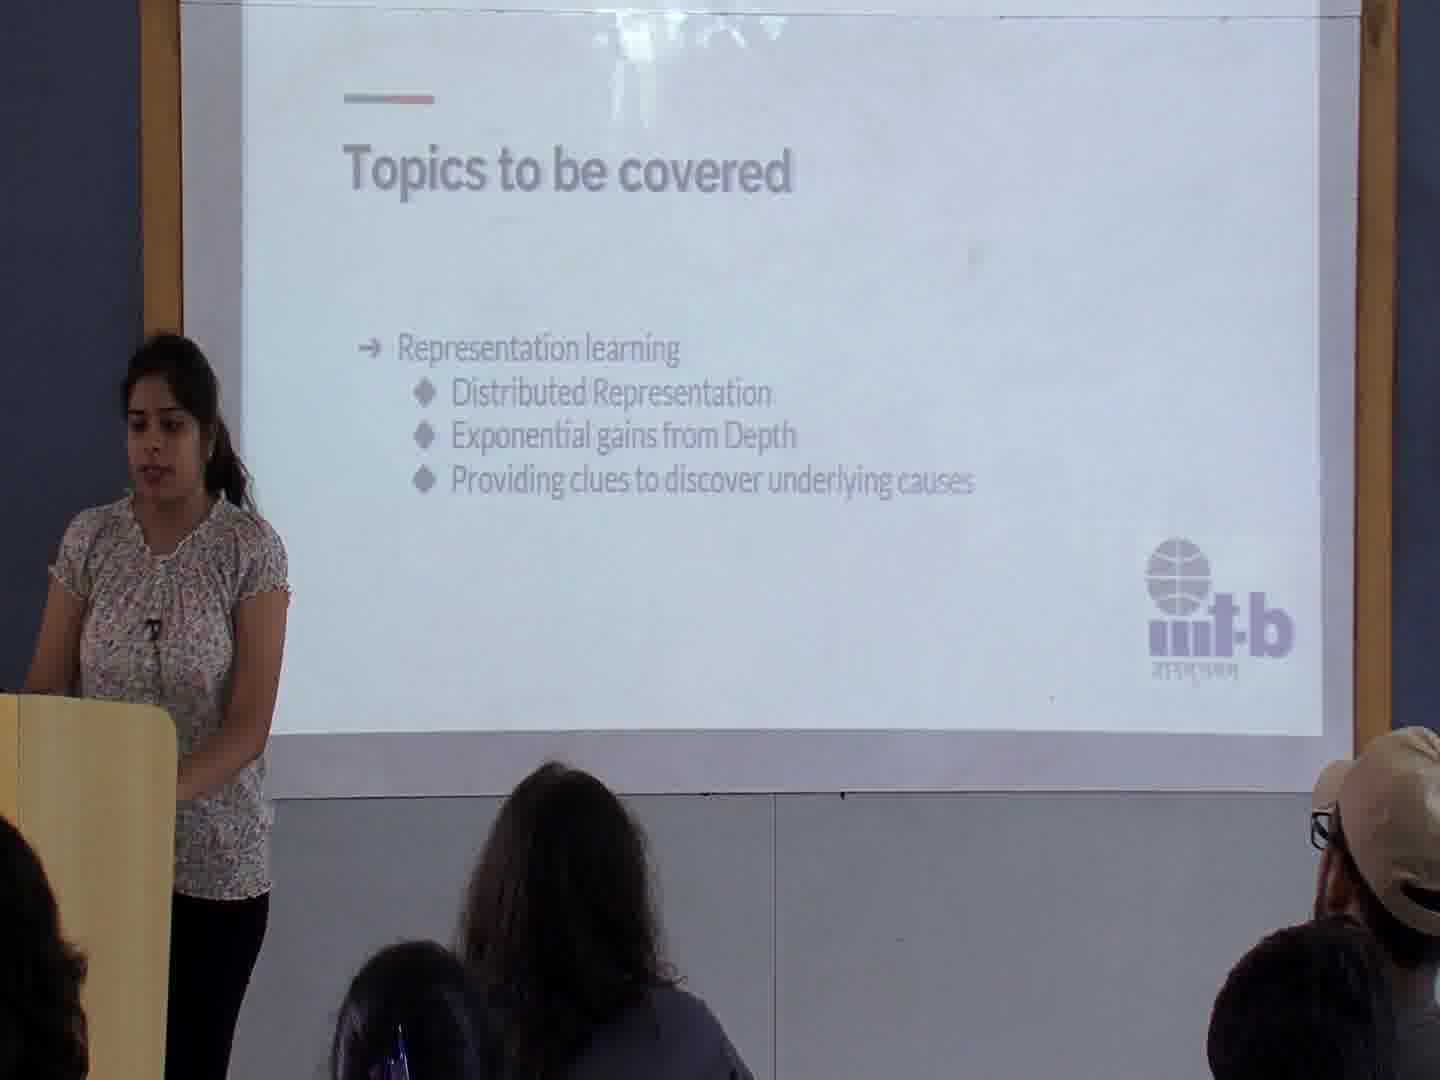 Topics to be covered
➔ Representation learning
◆ Distributed Representation
◆ Exponential gains from Depth
◆ Providing clues to discover underlying causes
iiit-b